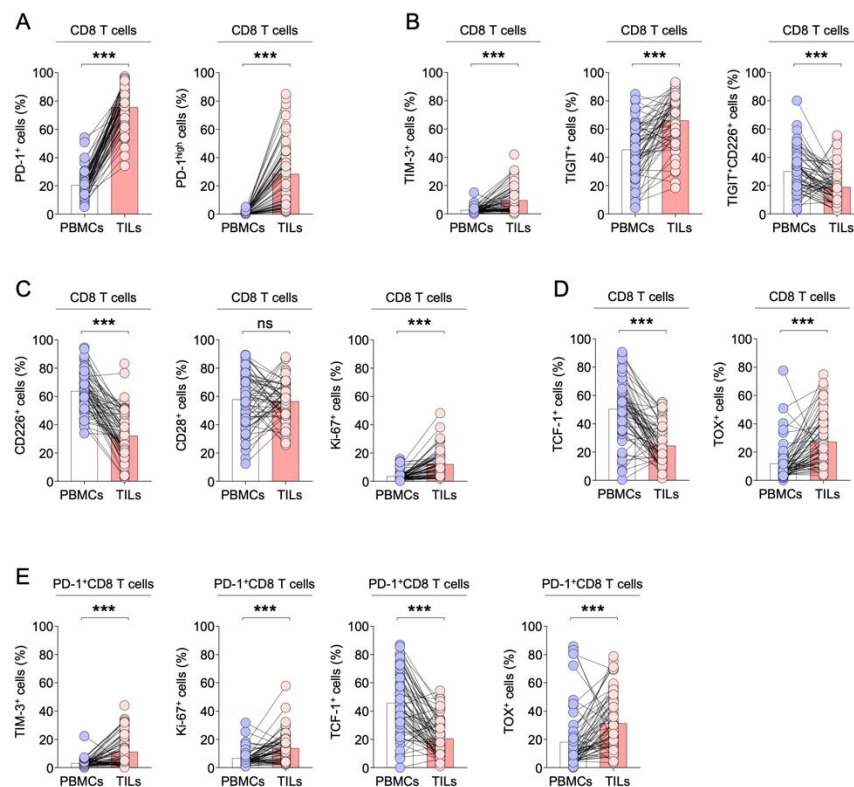 A
CD8 T cells
***
PD-1⁺ cells (%)
100
80
60
40
20
0
PBMCs TILs
CD8 T cells
***
PD-1ʰⁱᵍʰ cells (%)
100
80
60
40
20
0
PBMCs TILs
B
CD8 T cells
***
TIM-3⁺ cells (%)
100
80
60
40
20
0
PBMCs TILs
CD8 T cells
***
TIGIT⁺ cells (%)
100
80
60
40
20
0
PBMCs TILs
CD8 T cells
***
TIGIT⁺CD226⁺ cells (%)
100
80
60
40
20
0
PBMCs TILs
C
CD8 T cells
***
CD226⁺ cells (%)
100
80
60
40
20
0
PBMCs TILs
CD8 T cells
ns
CD28⁺ cells (%)
100
80
60
40
20
0
PBMCs TILs
CD8 T cells
***
Ki-67⁺ cells (%)
100
80
60
40
20
0
PBMCs TILs
D
CD8 T cells
***
TCF-1⁺ cells (%)
100
80
60
40
20
0
PBMCs TILs
CD8 T cells
***
TOX⁺ cells (%)
100
80
60
40
20
0
PBMCs TILs
E
PD-1⁺CD8 T cells
***
TIM-3⁺ cells (%)
100
80
60
40
20
0
PBMCs TILs
PD-1⁺CD8 T cells
***
Ki-67⁺ cells (%)
100
80
60
40
20
0
PBMCs TILs
PD-1⁺CD8 T cells
***
TCF-1⁺ cells (%)
100
80
60
40
20
0
PBMCs TILs
PD-1⁺CD8 T cells
***
TOX⁺ cells (%)
100
80
60
40
20
0
PBMCs TILs